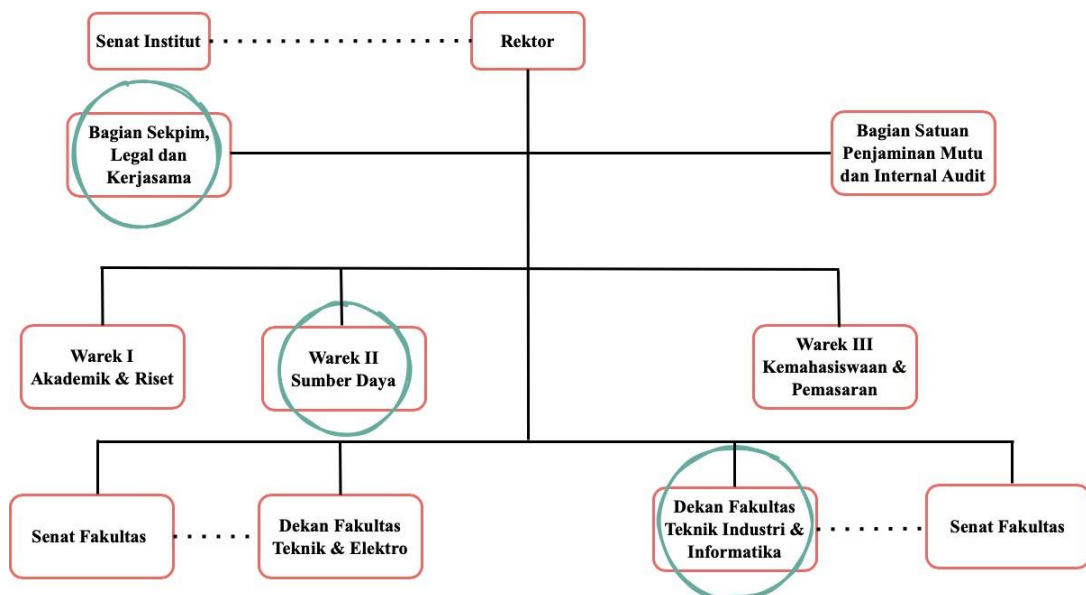 Senat Institut
Rektor
Bagian Sekpim,
Legal dan
Kerjasama
Bagian Satuan
Penjaminan Mutu
dan Internal Audit
Warek I
Akademik & Riset
Warek II
Sumber Daya
Warek III
Kemahasiswaan &
Pemasaran
Senat Fakultas
Dekan Fakultas
Teknik & Elektro
Dekan Fakultas
Teknik Industri &
Informatika
Senat Fakultas